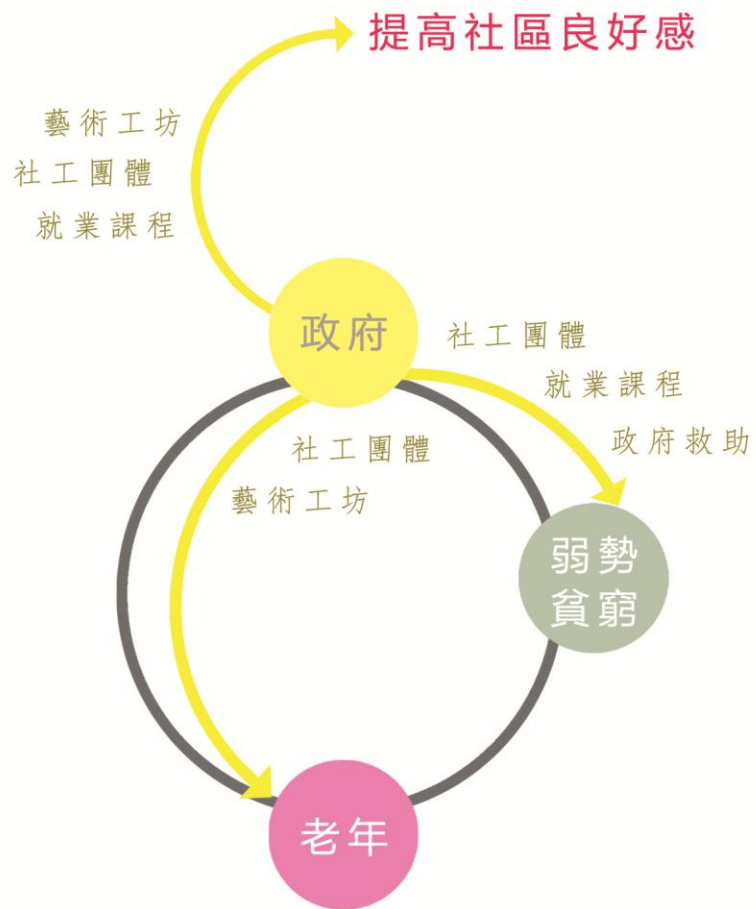 提高社區良好感
藝術工坊
社工團體
就業課程
政府
社工團體
就業課程
政府救助
社工團體
藝術工坊
弱勢
貧窮
老年